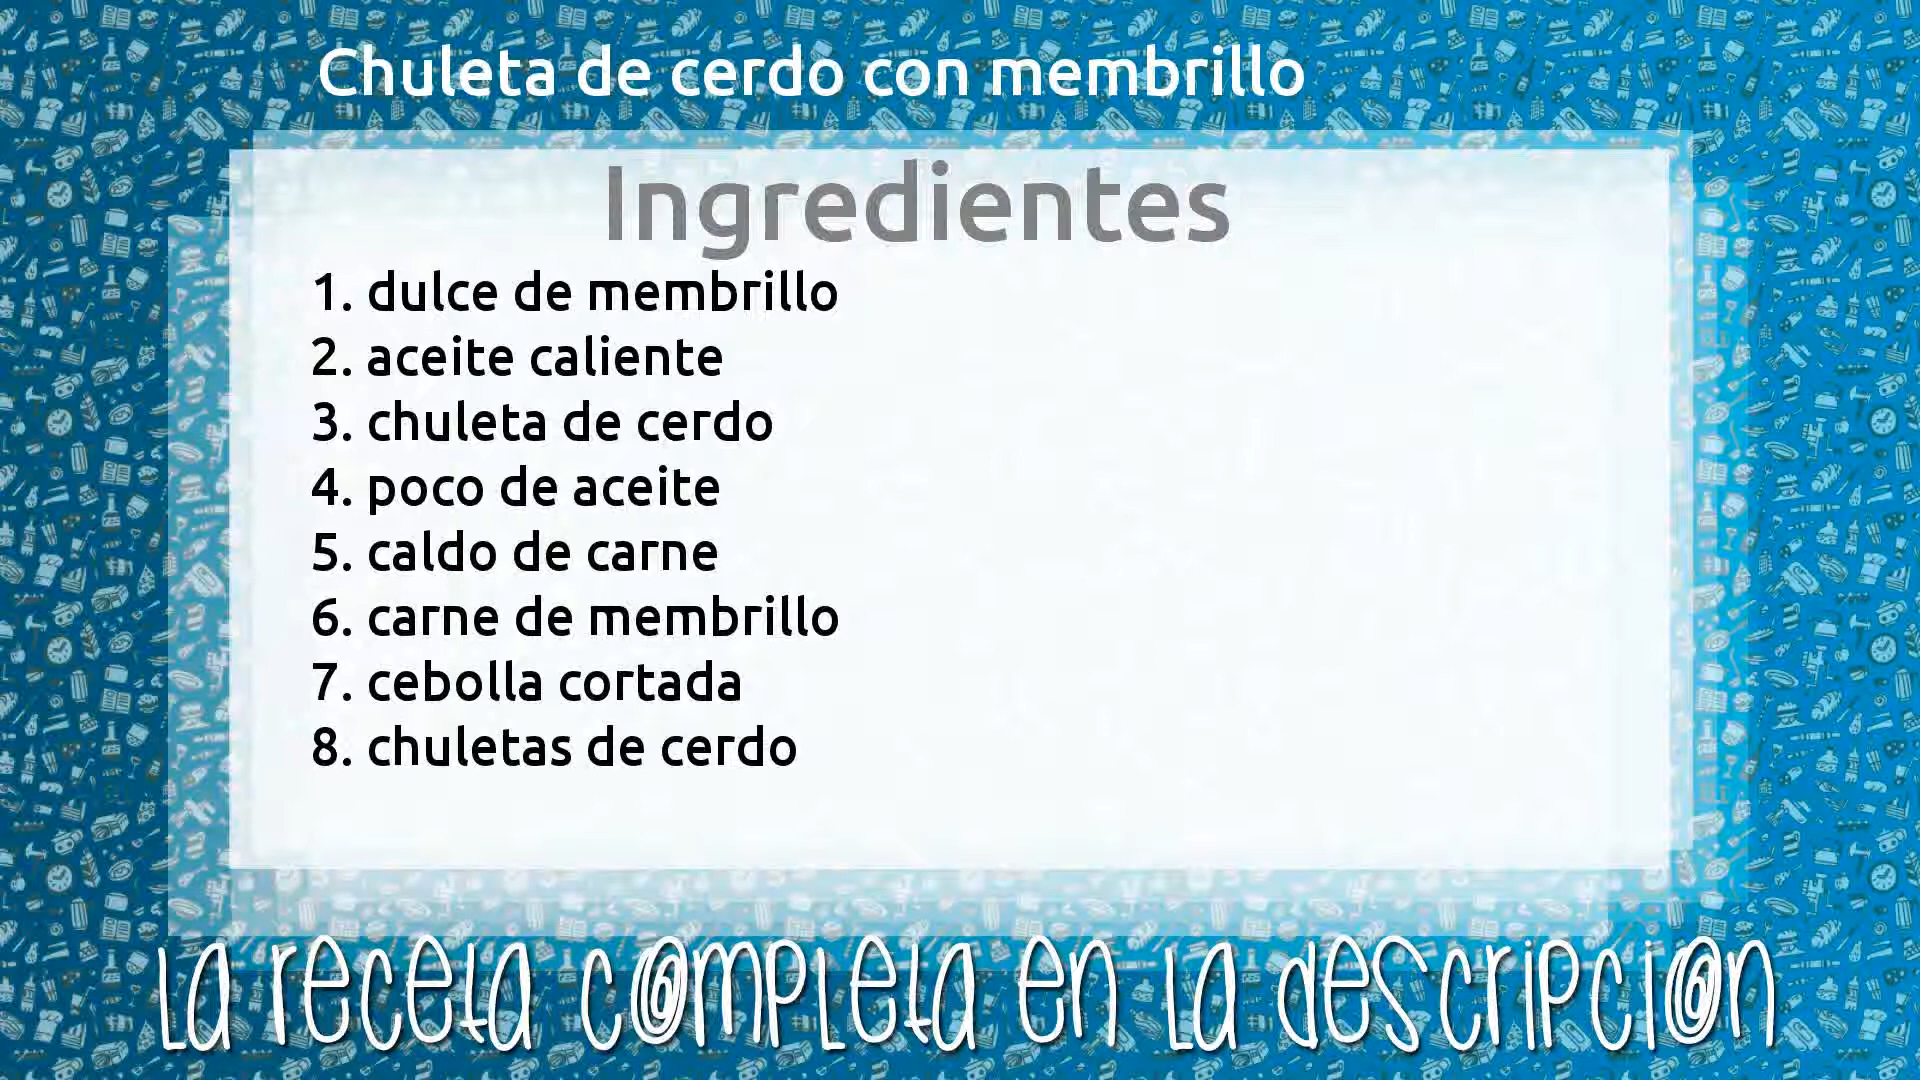 Chuleta de cerdo con membrillo
Ingredientes
1. dulce de membrillo
2. aceite caliente
3. chuleta de cerdo
4. poco de aceite
5. caldo de carne
6. carne de membrillo
7. cebolla cortada
8. chuletas de cerdo
La receta completa en la descripcion